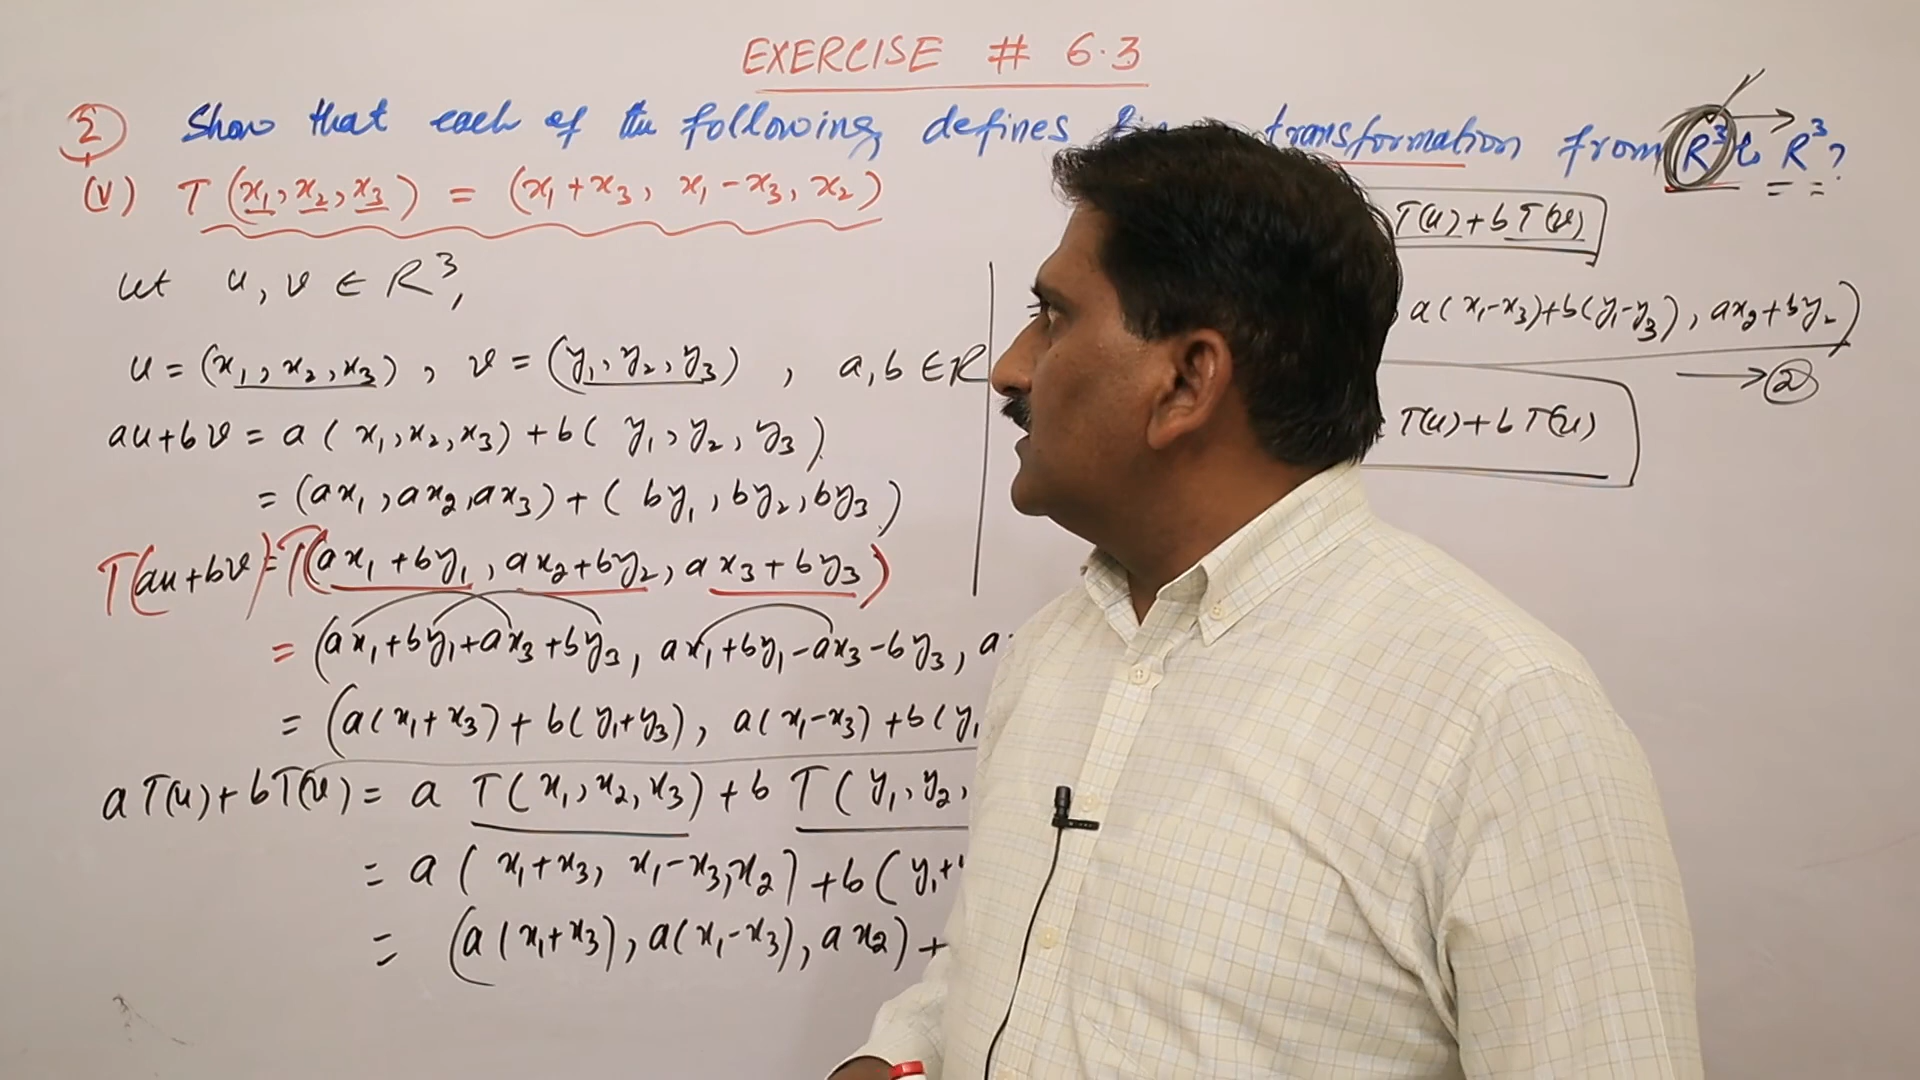 EXERCISE # 6.3
Q Show that each of the following defines transformation from R³ to R³?
(V) T(x₁, x₂, x₃) = (x₁+x₃, x₁-x₃, x₂)
let u, v ∈ R³,
u = (x₁, x₂, x₃), v = (y₁, y₂, y₃), a, b ∈ R
au+bv = a(x₁, x₂, x₃) + b(y₁, y₂, y₃)
= (ax₁, ax₂, ax₃) + (by₁, by₂, by₃)
T(au+bv) = T(ax₁+by₁, ax₂+by₂, ax₃+by₃)
= (ax₁+by₁+ax₃+by₃, ax₁+by₁-ax₃-by₃, a
= (a(x₁+x₃)+b(y₁+y₃), a(x₁-x₃)+b(y₁
aT(u)+bT(v) = a T(x₁, x₂, x₃) + b T(y₁, y₂,
= a(x₁+x₃, x₁-x₃, x₂)+b(y₁+
= (a(x₁+x₃), a(x₁-x₃), ax₂)+
T(u)+bT(v)
a(x₁-x₃)+b(y₁-y₃), ax₂+by₂)
→ ②
T(u)+bT(u)